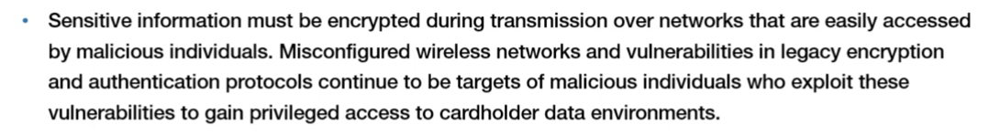 • Sensitive information must be encrypted during transmission over networks that are easily accessed
by malicious individuals. Misconfigured wireless networks and vulnerabilities in legacy encryption
and authentication protocols continue to be targets of malicious individuals who exploit these
vulnerabilities to gain privileged access to cardholder data environments.